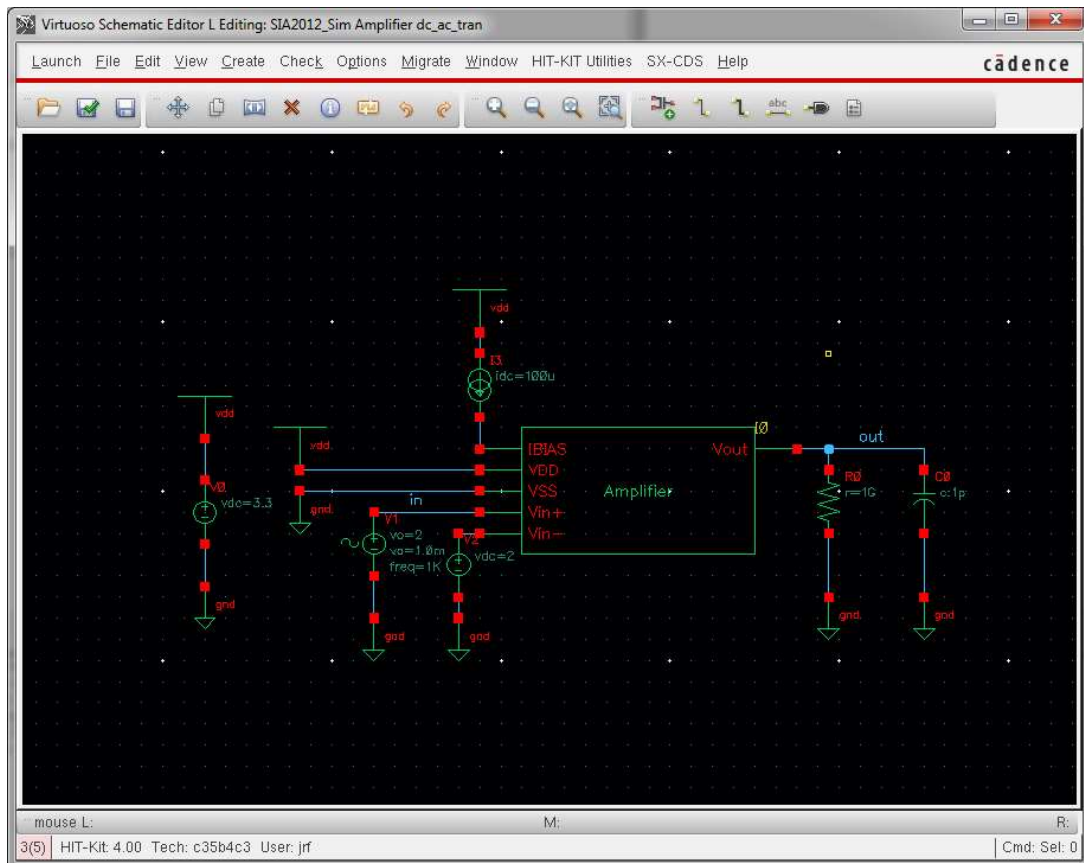 Virtuoso Schematic Editor L Editing: SIA2012_Sim Amplifier dc_ac_tran
Launch File Edit View Create Check Options Migrate Window HIT-KIT Utilities SX-CDS Help cādence
abc
vdd
I3
idc=100u
vdd
V0
vdc=3.3
gnd
vdd
gnd
in
V1
vo=2
va=1.0m
freq=1K
gnd
V2
vdc=2
gnd
I0
IBIAS
VDD
VSS
Vin+
Vin-
Amplifier
Vout
out
R0
r=1G
gnd
C0
c:1p
gnd
mouse L: M: R:
3(5) HIT-Kit: 4.00 Tech: c35b4c3 User: jrf Cmd: Sel: 0